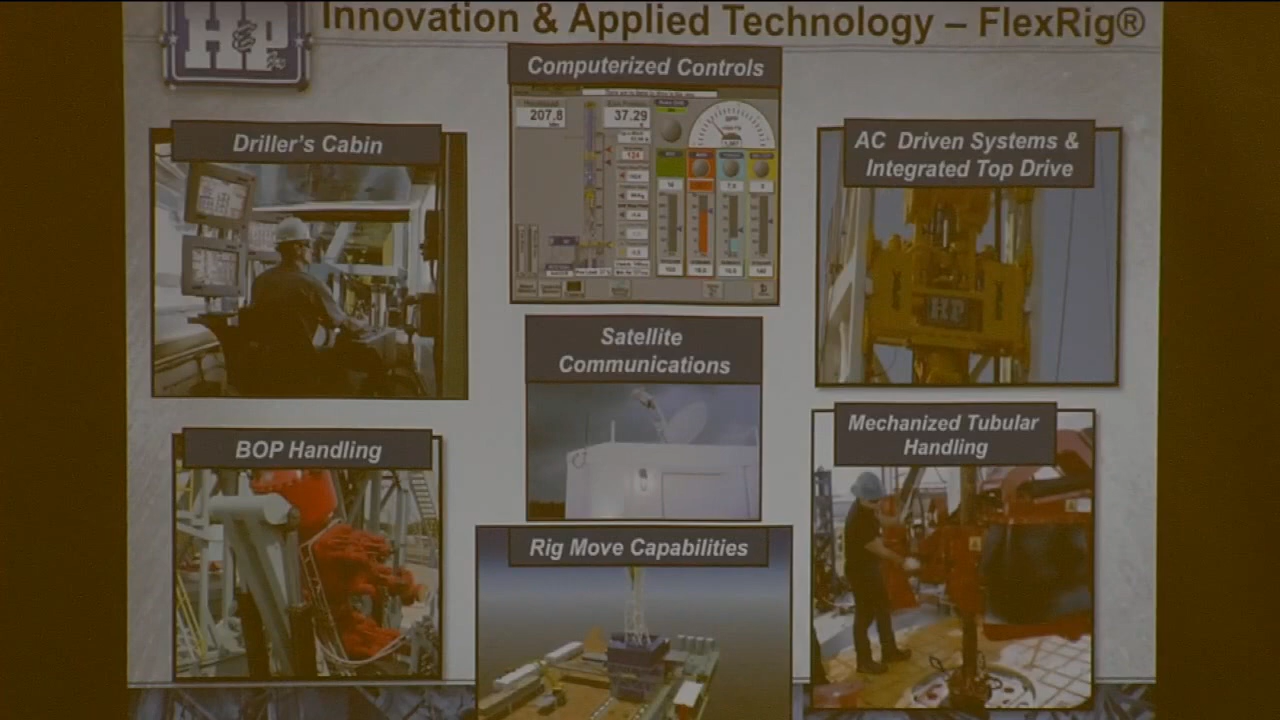 Innovation & Applied Technology – FlexRig®
H&P
Computerized Controls
207.8
37.29
Driller's Cabin
AC Driven Systems &
Integrated Top Drive
Satellite
Communications
BOP Handling
Mechanized Tubular
Handling
Rig Move Capabilities
H&P